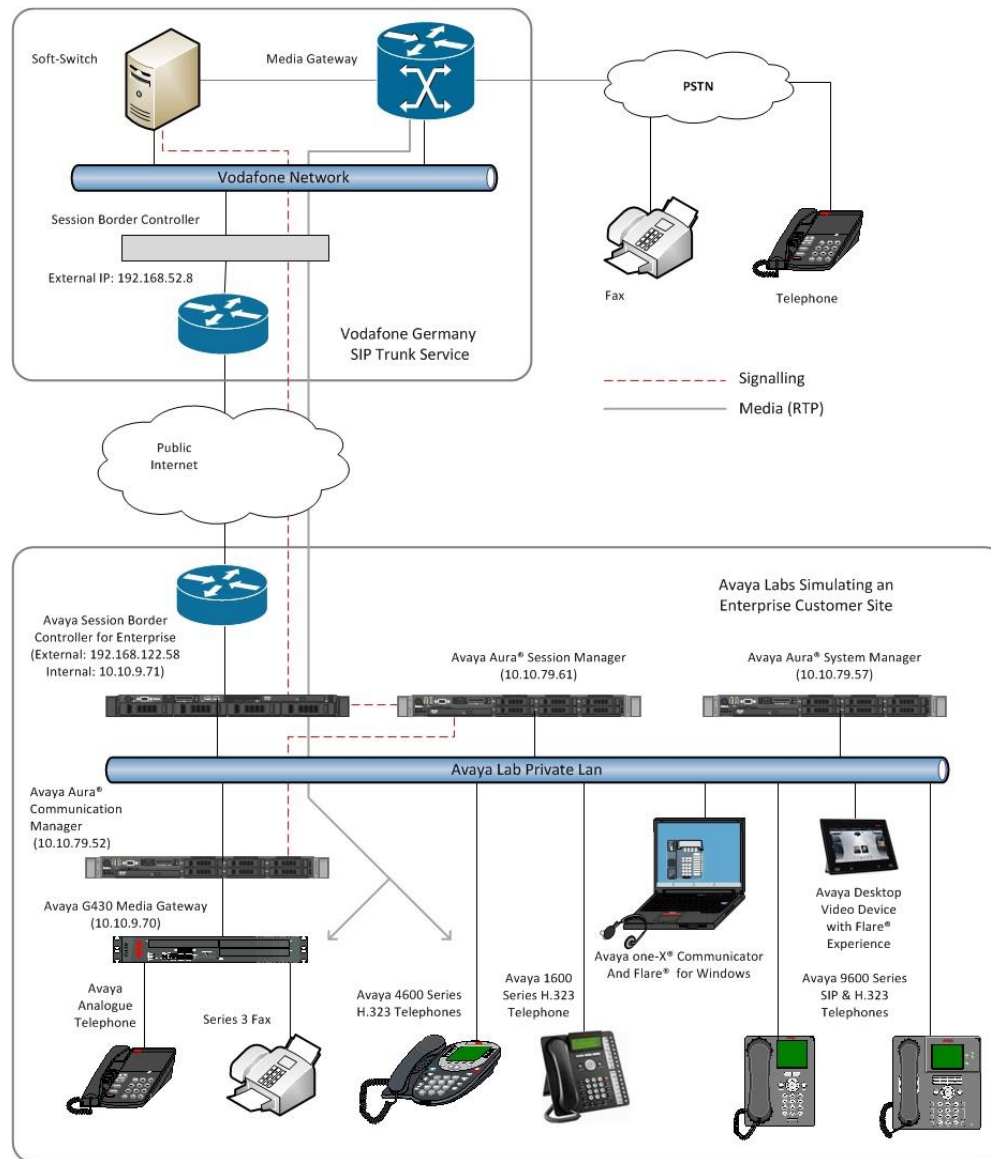 Soft-Switch
Media Gateway
PSTN
Vodafone Network
Session Border Controller
External IP: 192.168.52.8
Fax
Telephone
Vodafone Germany
SIP Trunk Service
Signalling
Media (RTP)
Public
Internet
Avaya Labs Simulating an
Enterprise Customer Site
Avaya Session Border
Controller for Enterprise
(External: 192.168.122.58
Internal: 10.10.9.71)
Avaya Aura® Session Manager
(10.10.79.61)
Avaya Aura® System Manager
(10.10.79.57)
Avaya Lab Private Lan
Avaya Aura®
Communication
Manager
(10.10.79.52)
Avaya G430 Media Gateway
(10.10.9.70)
Avaya
Analogue
Telephone
Series 3 Fax
Avaya 4600 Series
H.323 Telephones
Avaya 1600
Series H.323
Telephone
Avaya one-X® Communicator
And Flare® for Windows
Avaya Desktop
Video Device
with Flare®
Experience
Avaya 9600 Series
SIP & H.323
Telephones